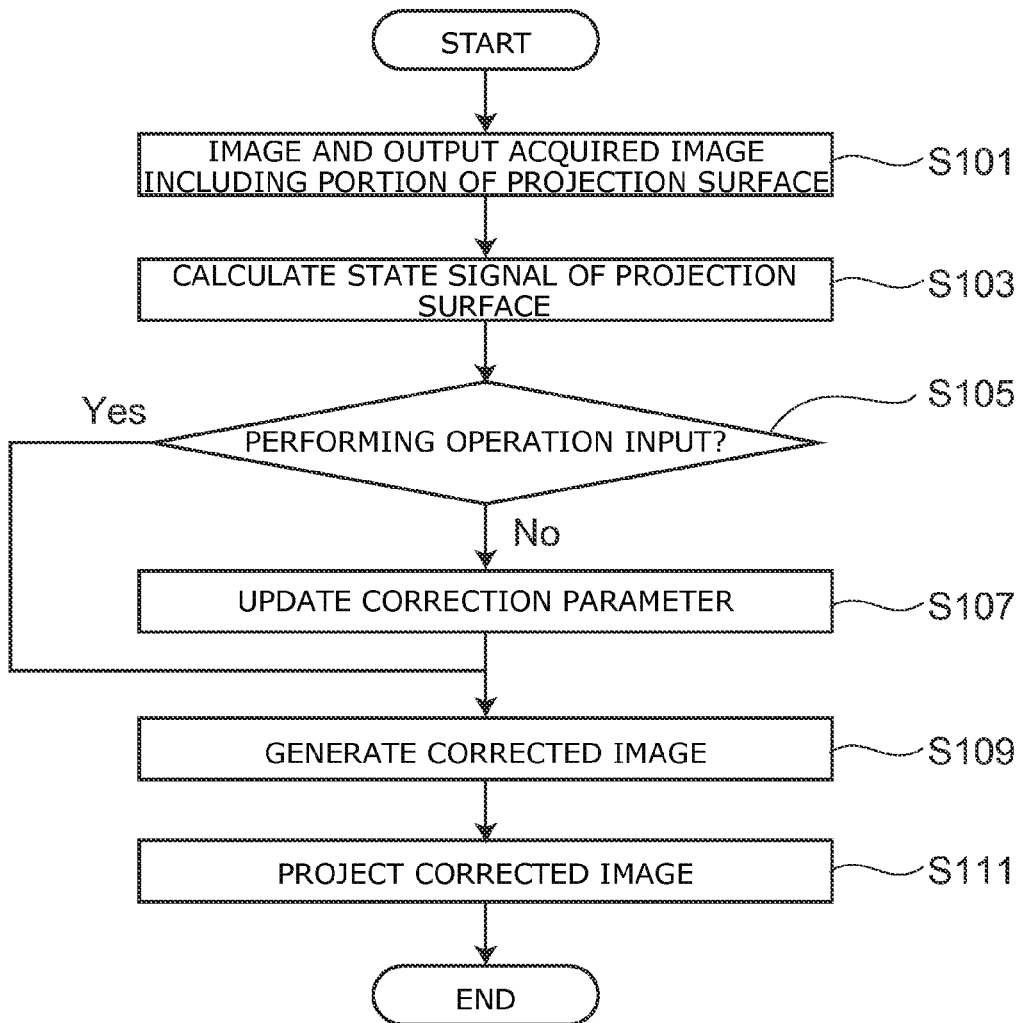 START
IMAGE AND OUTPUT ACQUIRED IMAGE
INCLUDING PORTION OF PROJECTION SURFACE
S101
CALCULATE STATE SIGNAL OF PROJECTION
SURFACE
S103
S105
Yes
PERFORMING OPERATION INPUT?
No
UPDATE CORRECTION PARAMETER
S107
GENERATE CORRECTED IMAGE
S109
PROJECT CORRECTED IMAGE
S111
END